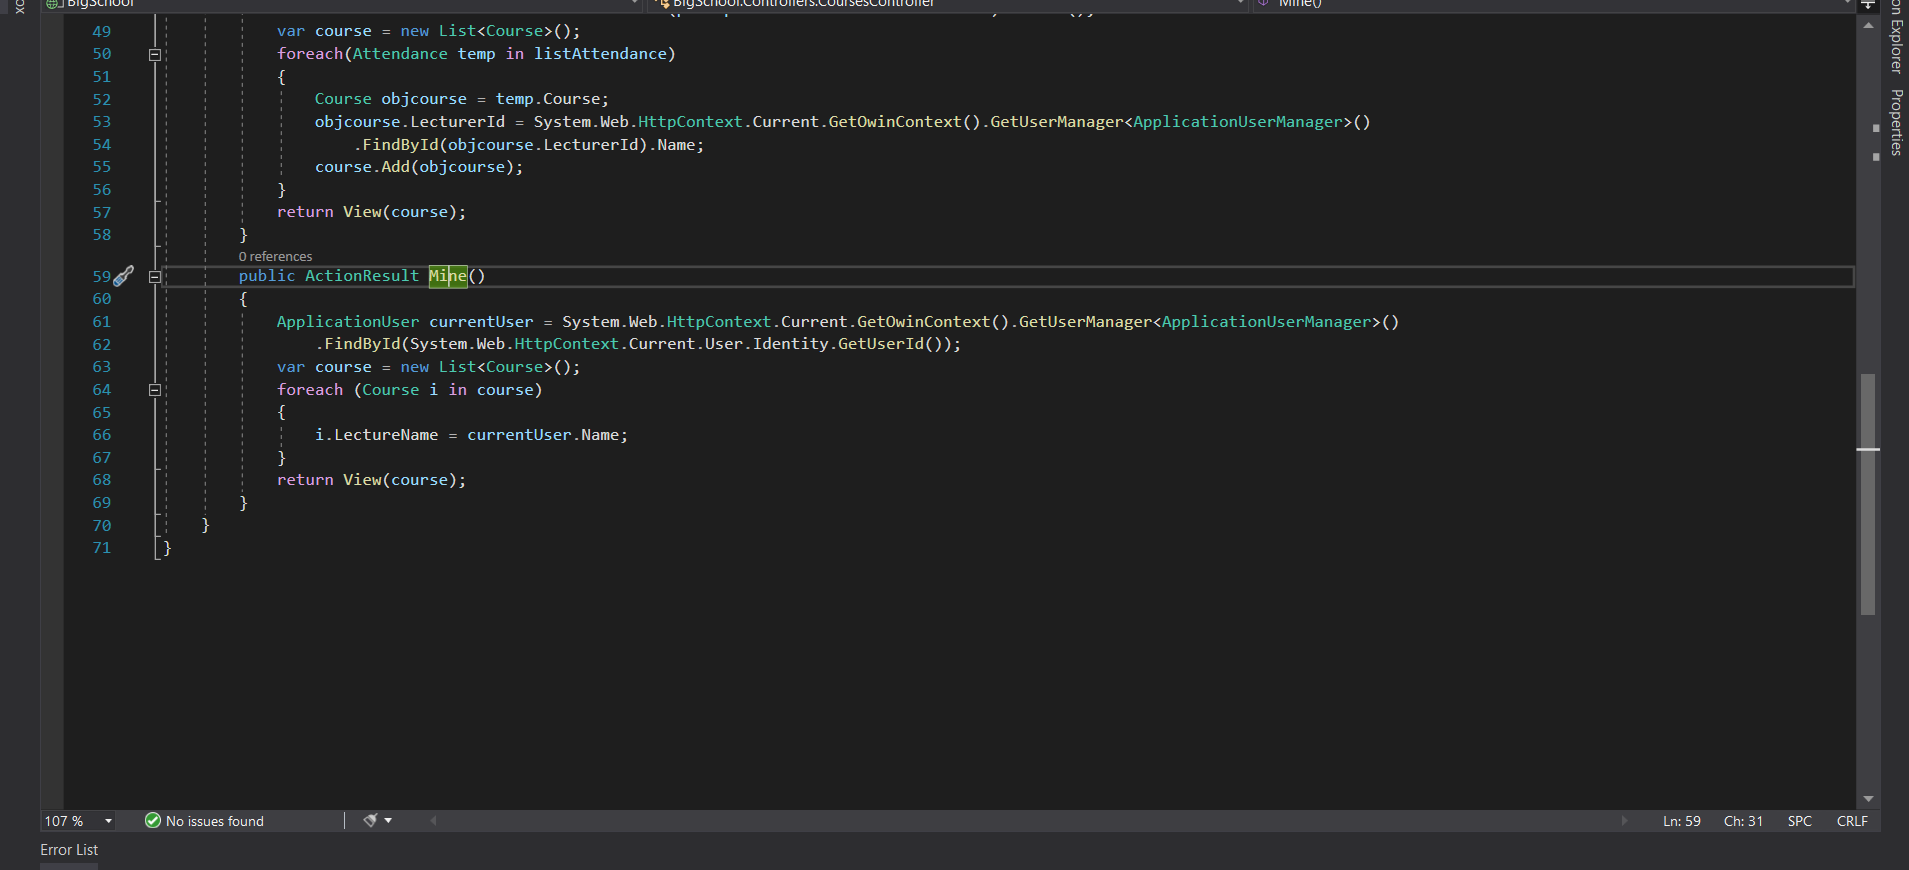 BigSchool
BigSchool.Controllers.CoursesController
Mine()
49 var course = new List<Course>();
50 foreach(Attendance temp in listAttendance)
51 {
52 Course objcourse = temp.Course;
53 objcourse.LecturerId = System.Web.HttpContext.Current.GetOwinContext().GetUserManager<ApplicationUserManager>()
54 .FindById(objcourse.LecturerId).Name;
55 course.Add(objcourse);
56 }
57 return View(course);
58 }
0 references
59 public ActionResult Mine()
60 {
61 ApplicationUser currentUser = System.Web.HttpContext.Current.GetOwinContext().GetUserManager<ApplicationUserManager>()
62 .FindById(System.Web.HttpContext.Current.User.Identity.GetUserId());
63 var course = new List<Course>();
64 foreach (Course i in course)
65 {
66 i.LectureName = currentUser.Name;
67 }
68 return View(course);
69 }
70 }
71 }
107 % No issues found Ln: 59 Ch: 31 SPC CRLF
Error List
on Explorer
Properties